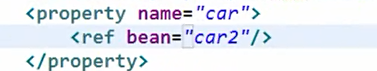 <property name="car">
<ref bean="car2"/>
</property>